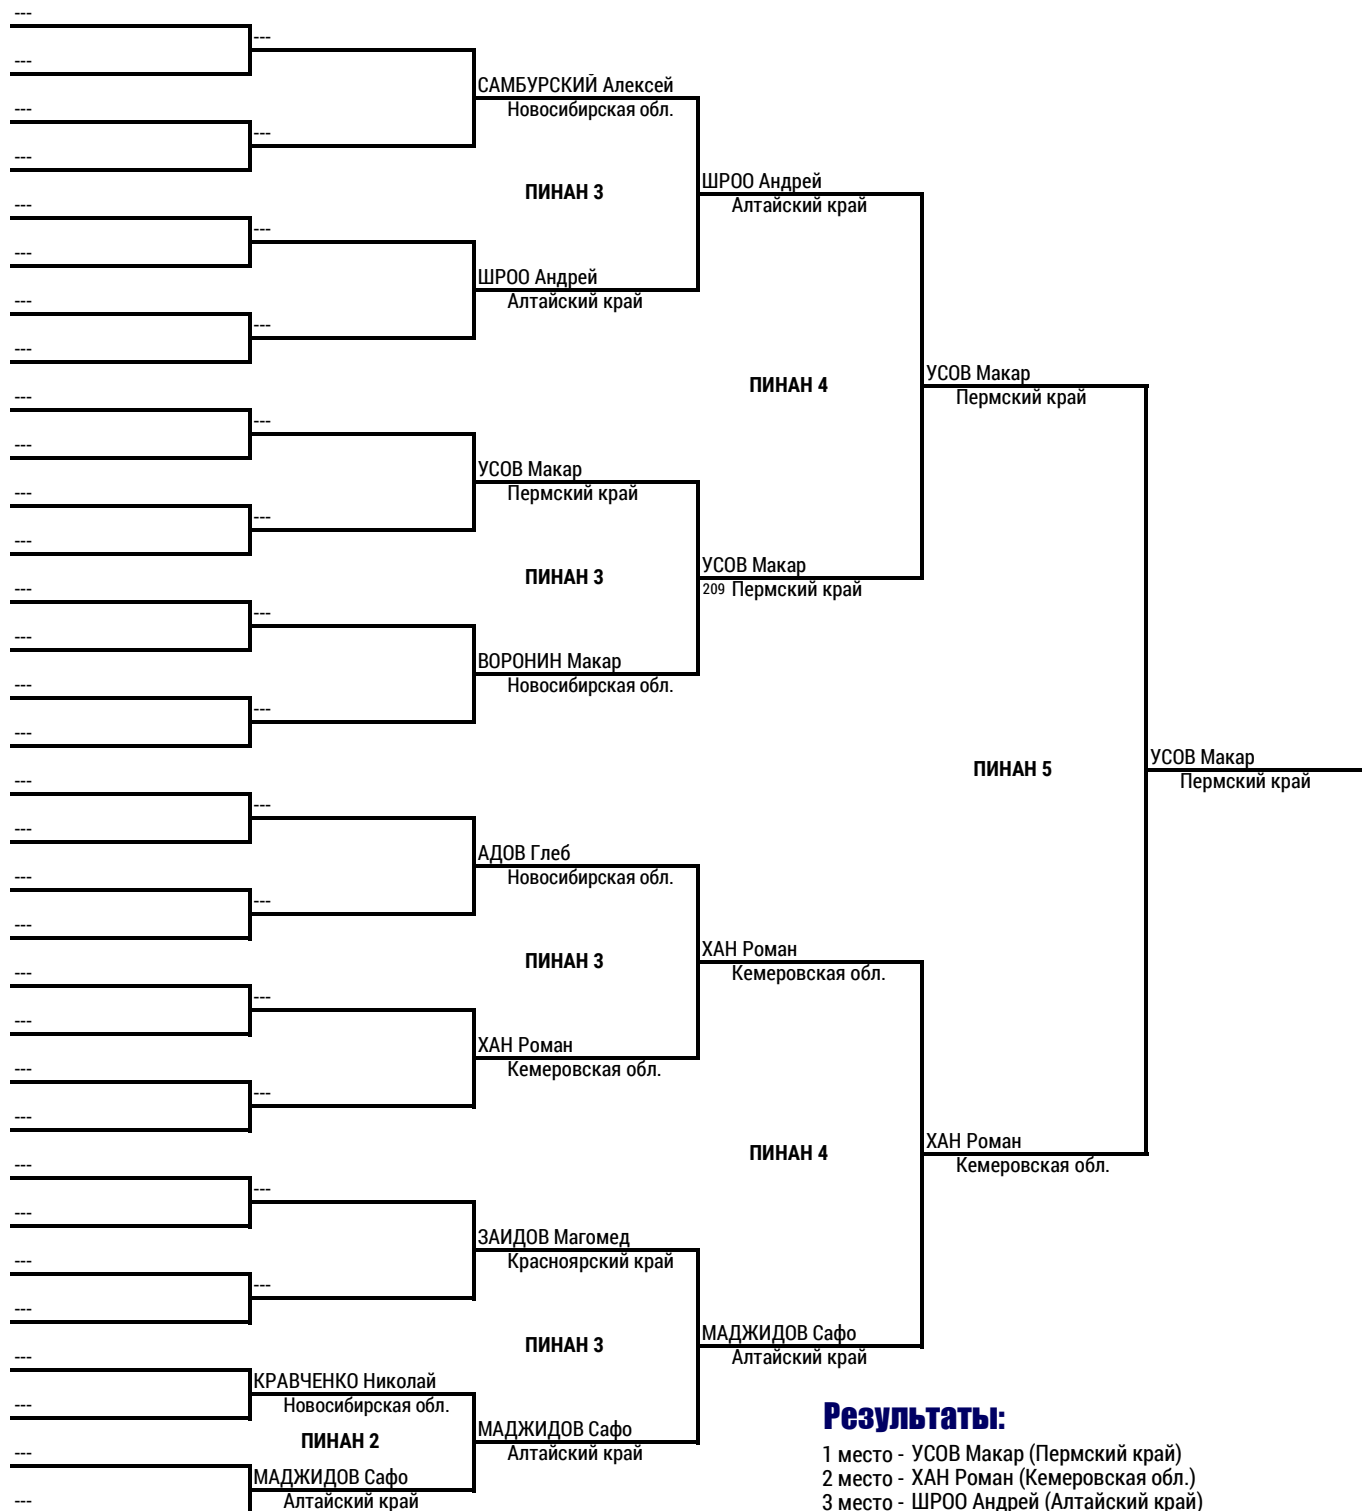 ---
---
---
САМБУРСКИЙ Алексей
---
Новосибирская обл.
---
---
ШРОО Андрей
ПИНАН 3
---
Алтайский край
---
---
ШРОО Андрей
---
Алтайский край
---
---
УСОВ Макар
ПИНАН 4
---
Пермский край
---
---
УСОВ Макар
---
Пермский край
---
---
УСОВ Макар
ПИНАН 3
---
209 Пермский край
---
---
ВОРОНИН Макар
---
Новосибирская обл.
---
---
УСОВ Макар
ПИНАН 5
---
Пермский край
---
---
АДОВ Глеб
---
Новосибирская обл.
---
---
ХАН Роман
ПИНАН 3
---
Кемеровская обл.
---
---
ХАН Роман
---
Кемеровская обл.
---
---
ХАН Роман
ПИНАН 4
---
Кемеровская обл.
---
---
ЗАИДОВ Магомед
---
Красноярский край
---
---
МАДЖИДОВ Сафо
ПИНАН 3
---
Алтайский край
КРАВЧЕНКО Николай
---
Новосибирская обл.
МАДЖИДОВ Сафо
ПИНАН 2
---
Алтайский край
МАДЖИДОВ Сафо
---
Алтайский край
Результаты:
1 место - УСОВ Макар (Пермский край)
2 место - ХАН Роман (Кемеровская обл.)
3 место - ШРОО Андрей (Алтайский край)